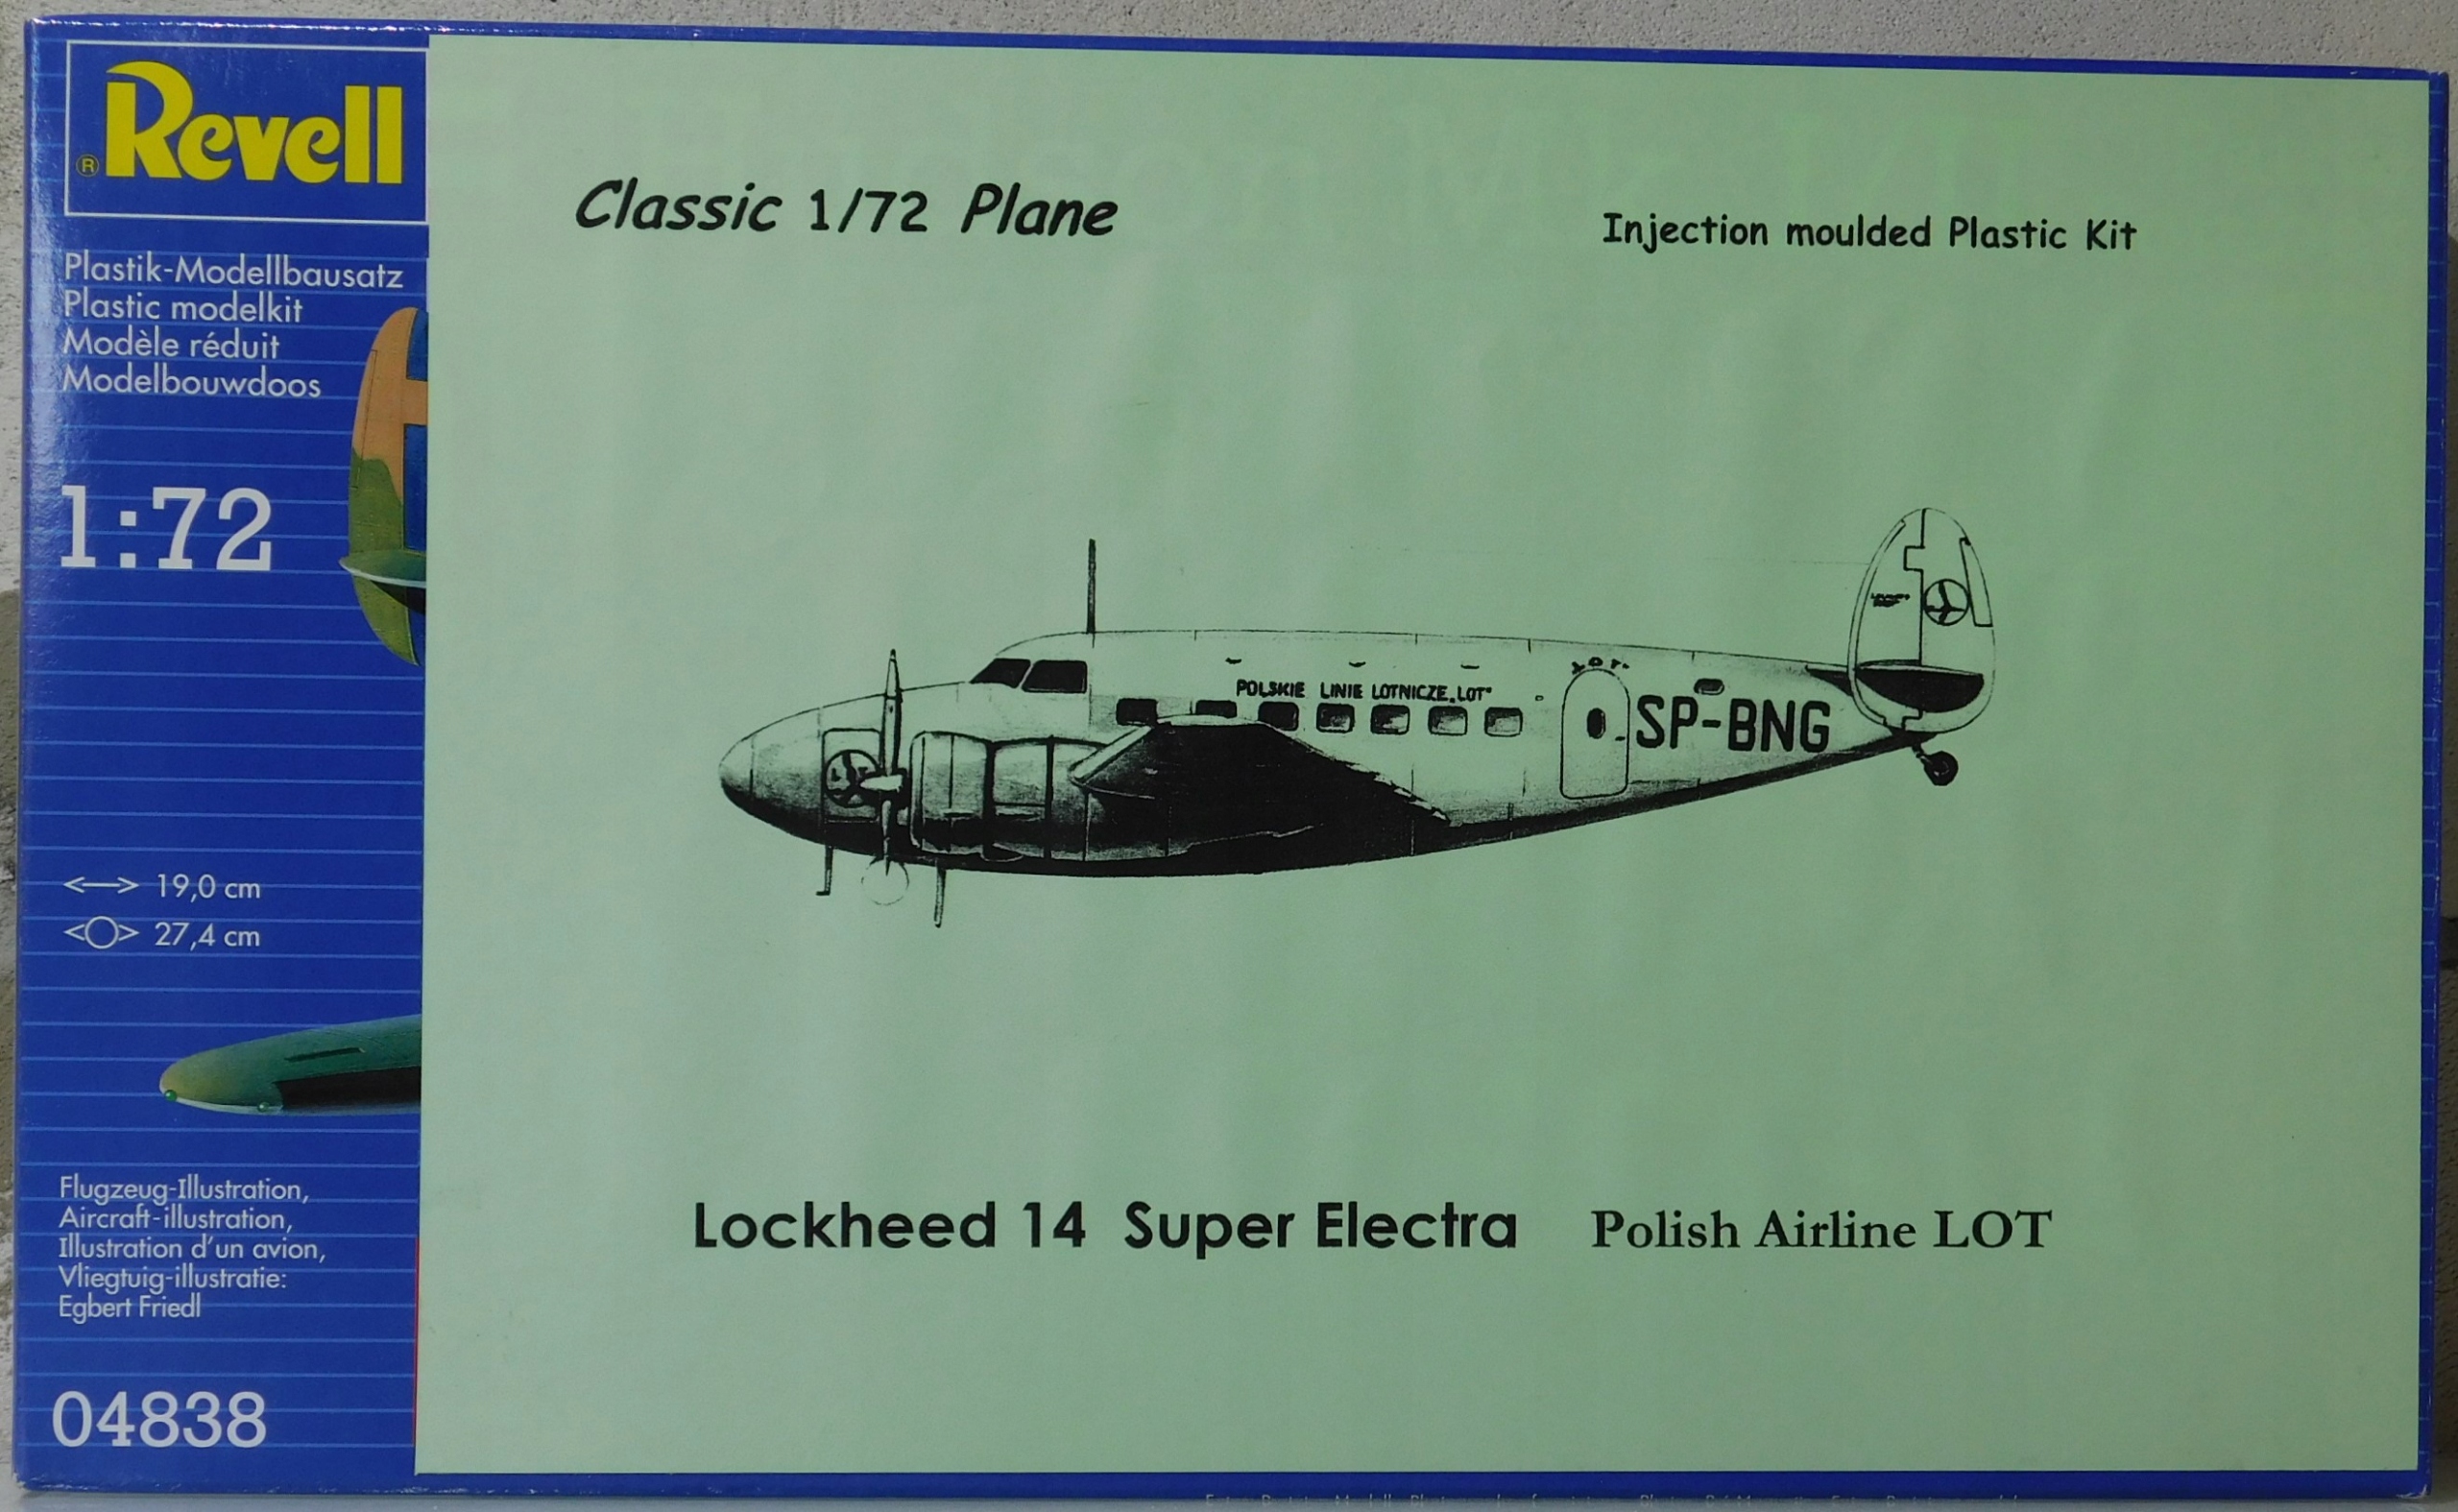 Revell
®
Plastik-Modellbausatz
Plastic modelkit
Modèle réduit
Modelbouwdoos
1:72
19,0 cm
27,4 cm
Flugzeug-Illustration,
Aircraft-illustration,
Illustration d'un avion,
Vliegtuig-illustratie:
Egbert Friedl
04838
Classic 1/72 Plane
Injection moulded Plastic Kit
LOT
POLSKIE LINIE LOTNICZE „LOT"
SP-BNG
Lockheed 14 Super Electra Polish Airline LOT